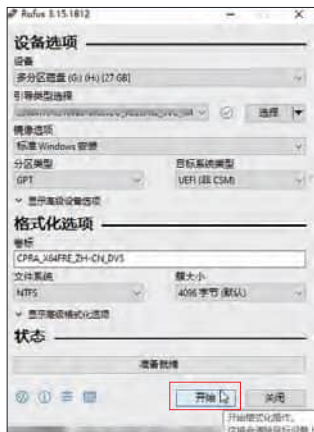 Rufus 3.15.1812
设备选项
设备
多分区磁盘 (G:) (H:) [27 GB]
引导类型选择
选择
镜像选项
标准 Windows 安装
分区类型
目标系统类型
GPT
UEFI (非 CSM)
显示高级设备选项
格式化选项
卷标
CPRA_X64FRE_ZH-CN_DV5
文件系统
簇大小
NTFS
4096 字节 (默认)
显示高级格式化选项
状态
准备就绪
开始
关闭
开始格式化操作。